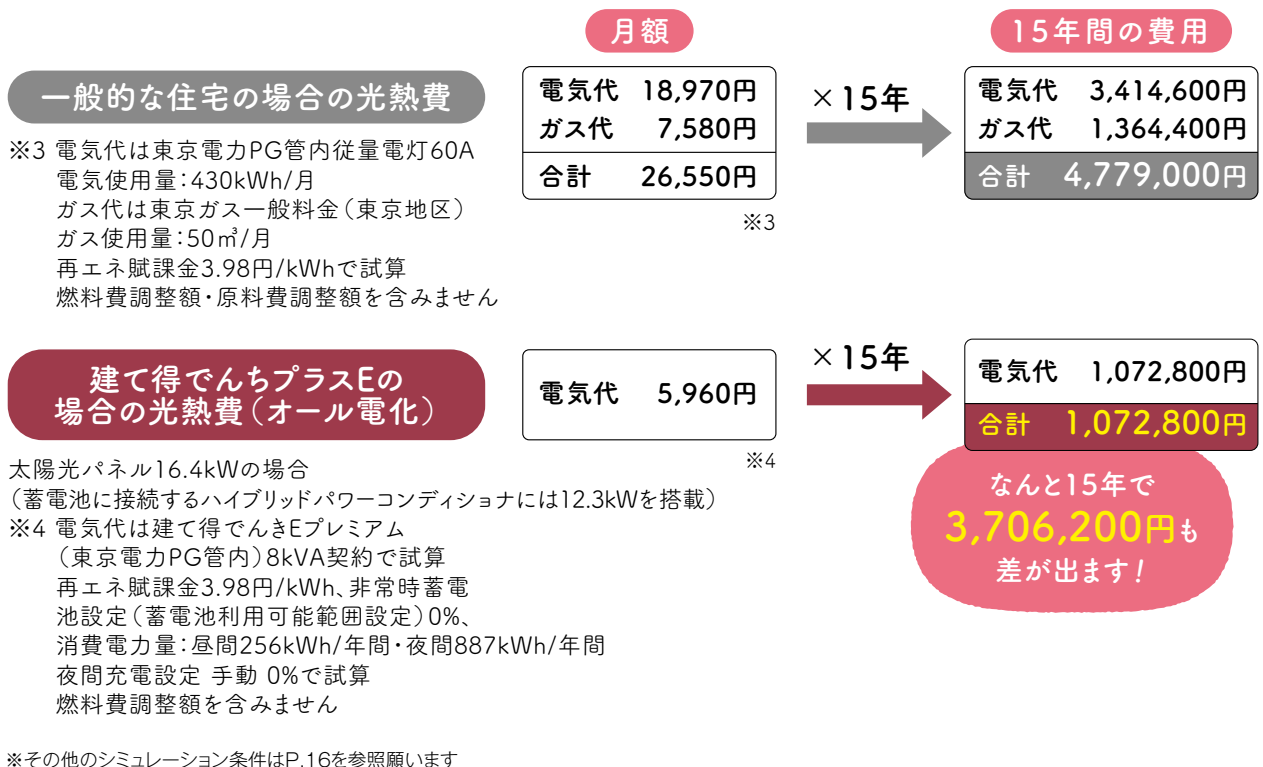 月額
15年間の費用
一般的な住宅の場合の光熱費
電気代 18,970円
ガス代 7,580円
合計 26,550円
※3
×15年
電気代 3,414,600円
ガス代 1,364,400円
合計 4,779,000円
※3 電気代は東京電力PG管内従量電灯60A
電気使用量:430kWh/月
ガス代は東京ガス一般料金(東京地区)
ガス使用量:50㎥/月
再エネ賦課金3.98円/kWhで試算
燃料費調整額・原料費調整額を含みません
建て得でんちプラスEの
場合の光熱費(オール電化)
電気代 5,960円
※4
×15年
電気代 1,072,800円
合計 1,072,800円
なんと15年で
3,706,200円も
差が出ます!
太陽光パネル16.4kWの場合
(蓄電池に接続するハイブリッドパワーコンディショナには12.3kWを搭載)
※4 電気代は建て得でんきEプレミアム
(東京電力PG管内)8kVA契約で試算
再エネ賦課金3.98円/kWh、非常時蓄電
池設定(蓄電池利用可能範囲設定)0%、
消費電力量:昼間256kWh/年間・夜間887kWh/年間
夜間充電設定 手動 0%で試算
燃料費調整額を含みません
※その他のシミュレーション条件はP.16を参照願います